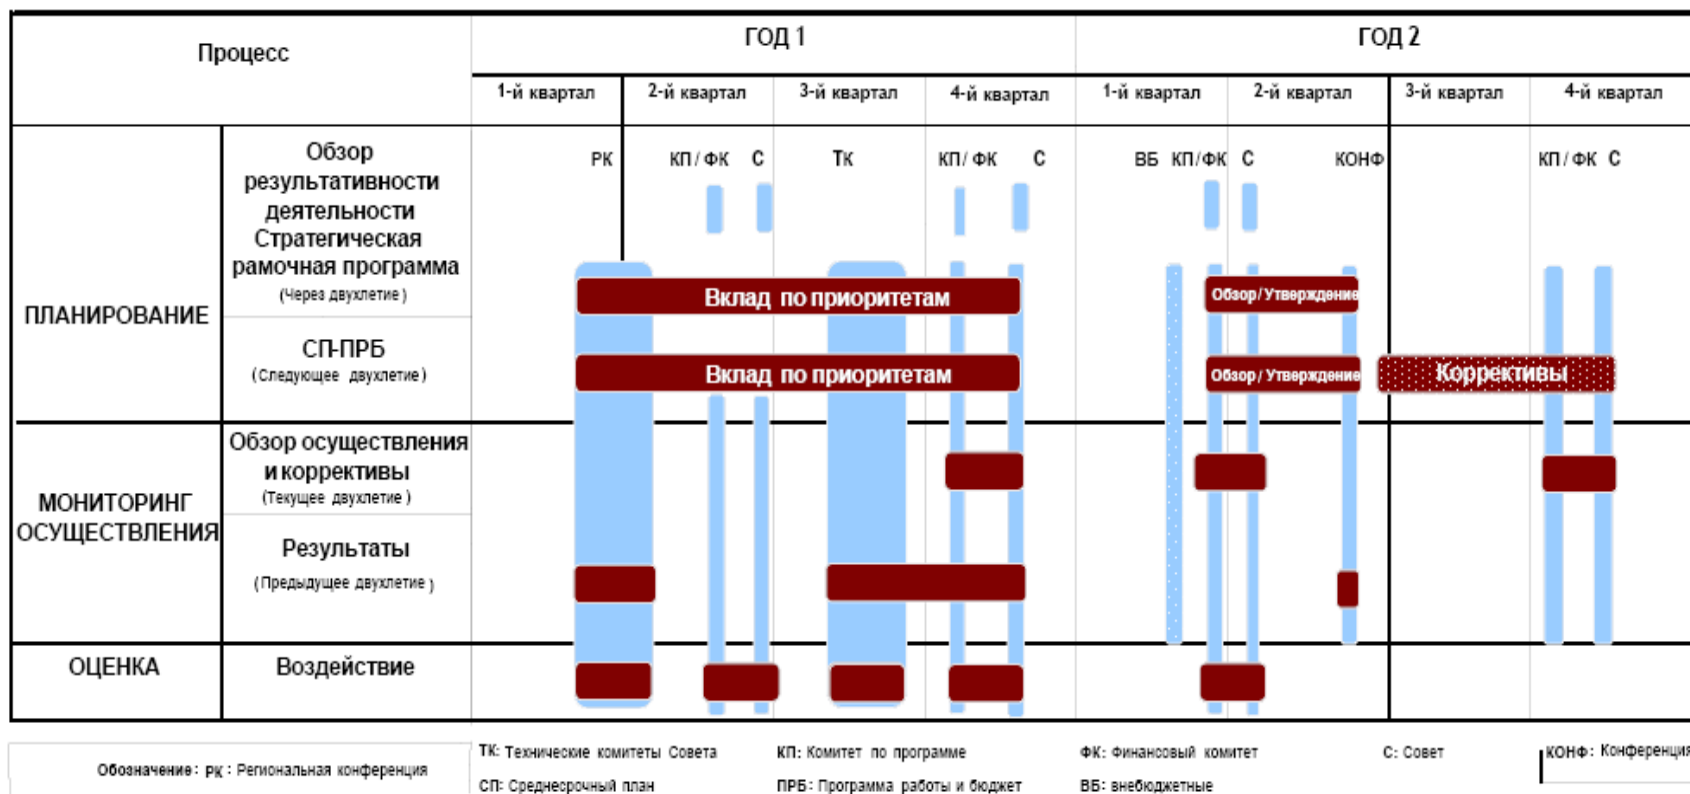 Процесс
ГОД 1
ГОД 2
1-й квартал
2-й квартал
3-й квартал
4-й квартал
1-й квартал
2-й квартал
3-й квартал
4-й квартал
ПЛАНИРОВАНИЕ
Обзор
результативности
деятельности
Стратегическая
рамочная программа
(Через двухлетие)
РК
КП/ФК
С
Тк
КП/ФК
С
ВБ
КП/ФК
С
КОНФ
КП/ФК
С
Вклад по приоритетам
Обзор/Утверждение
СП-ПРБ
(Следующее двухлетие)
Вклад по приоритетам
Обзор/Утверждение
Коррективы
МОНИТОРИНГ
ОСУЩЕСТВЛЕНИЯ
Обзор осуществления
и коррективы
(Текущее двухлетие)
Результаты
(Предыдущее двухлетие)
ОЦЕНКА
Воздействие
Обозначение: РК: Региональная конференция
ТК: Технические комитеты Совета
КП: Комитет по программе
ФК: Финансовый комитет
С: Совет
КОНФ: Конференция
СП: Среднесрочный план
ПРБ: Программа работы и бюджет
ВБ: внебюджетные